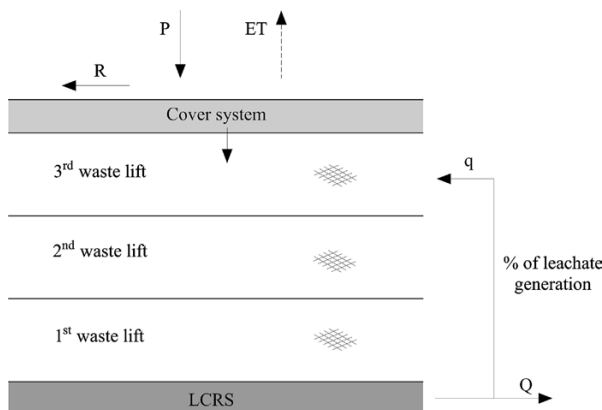 P
ET
R
Cover system
3rd waste lift
q
2nd waste lift
% of leachate
generation
1st waste lift
Q
LCRS